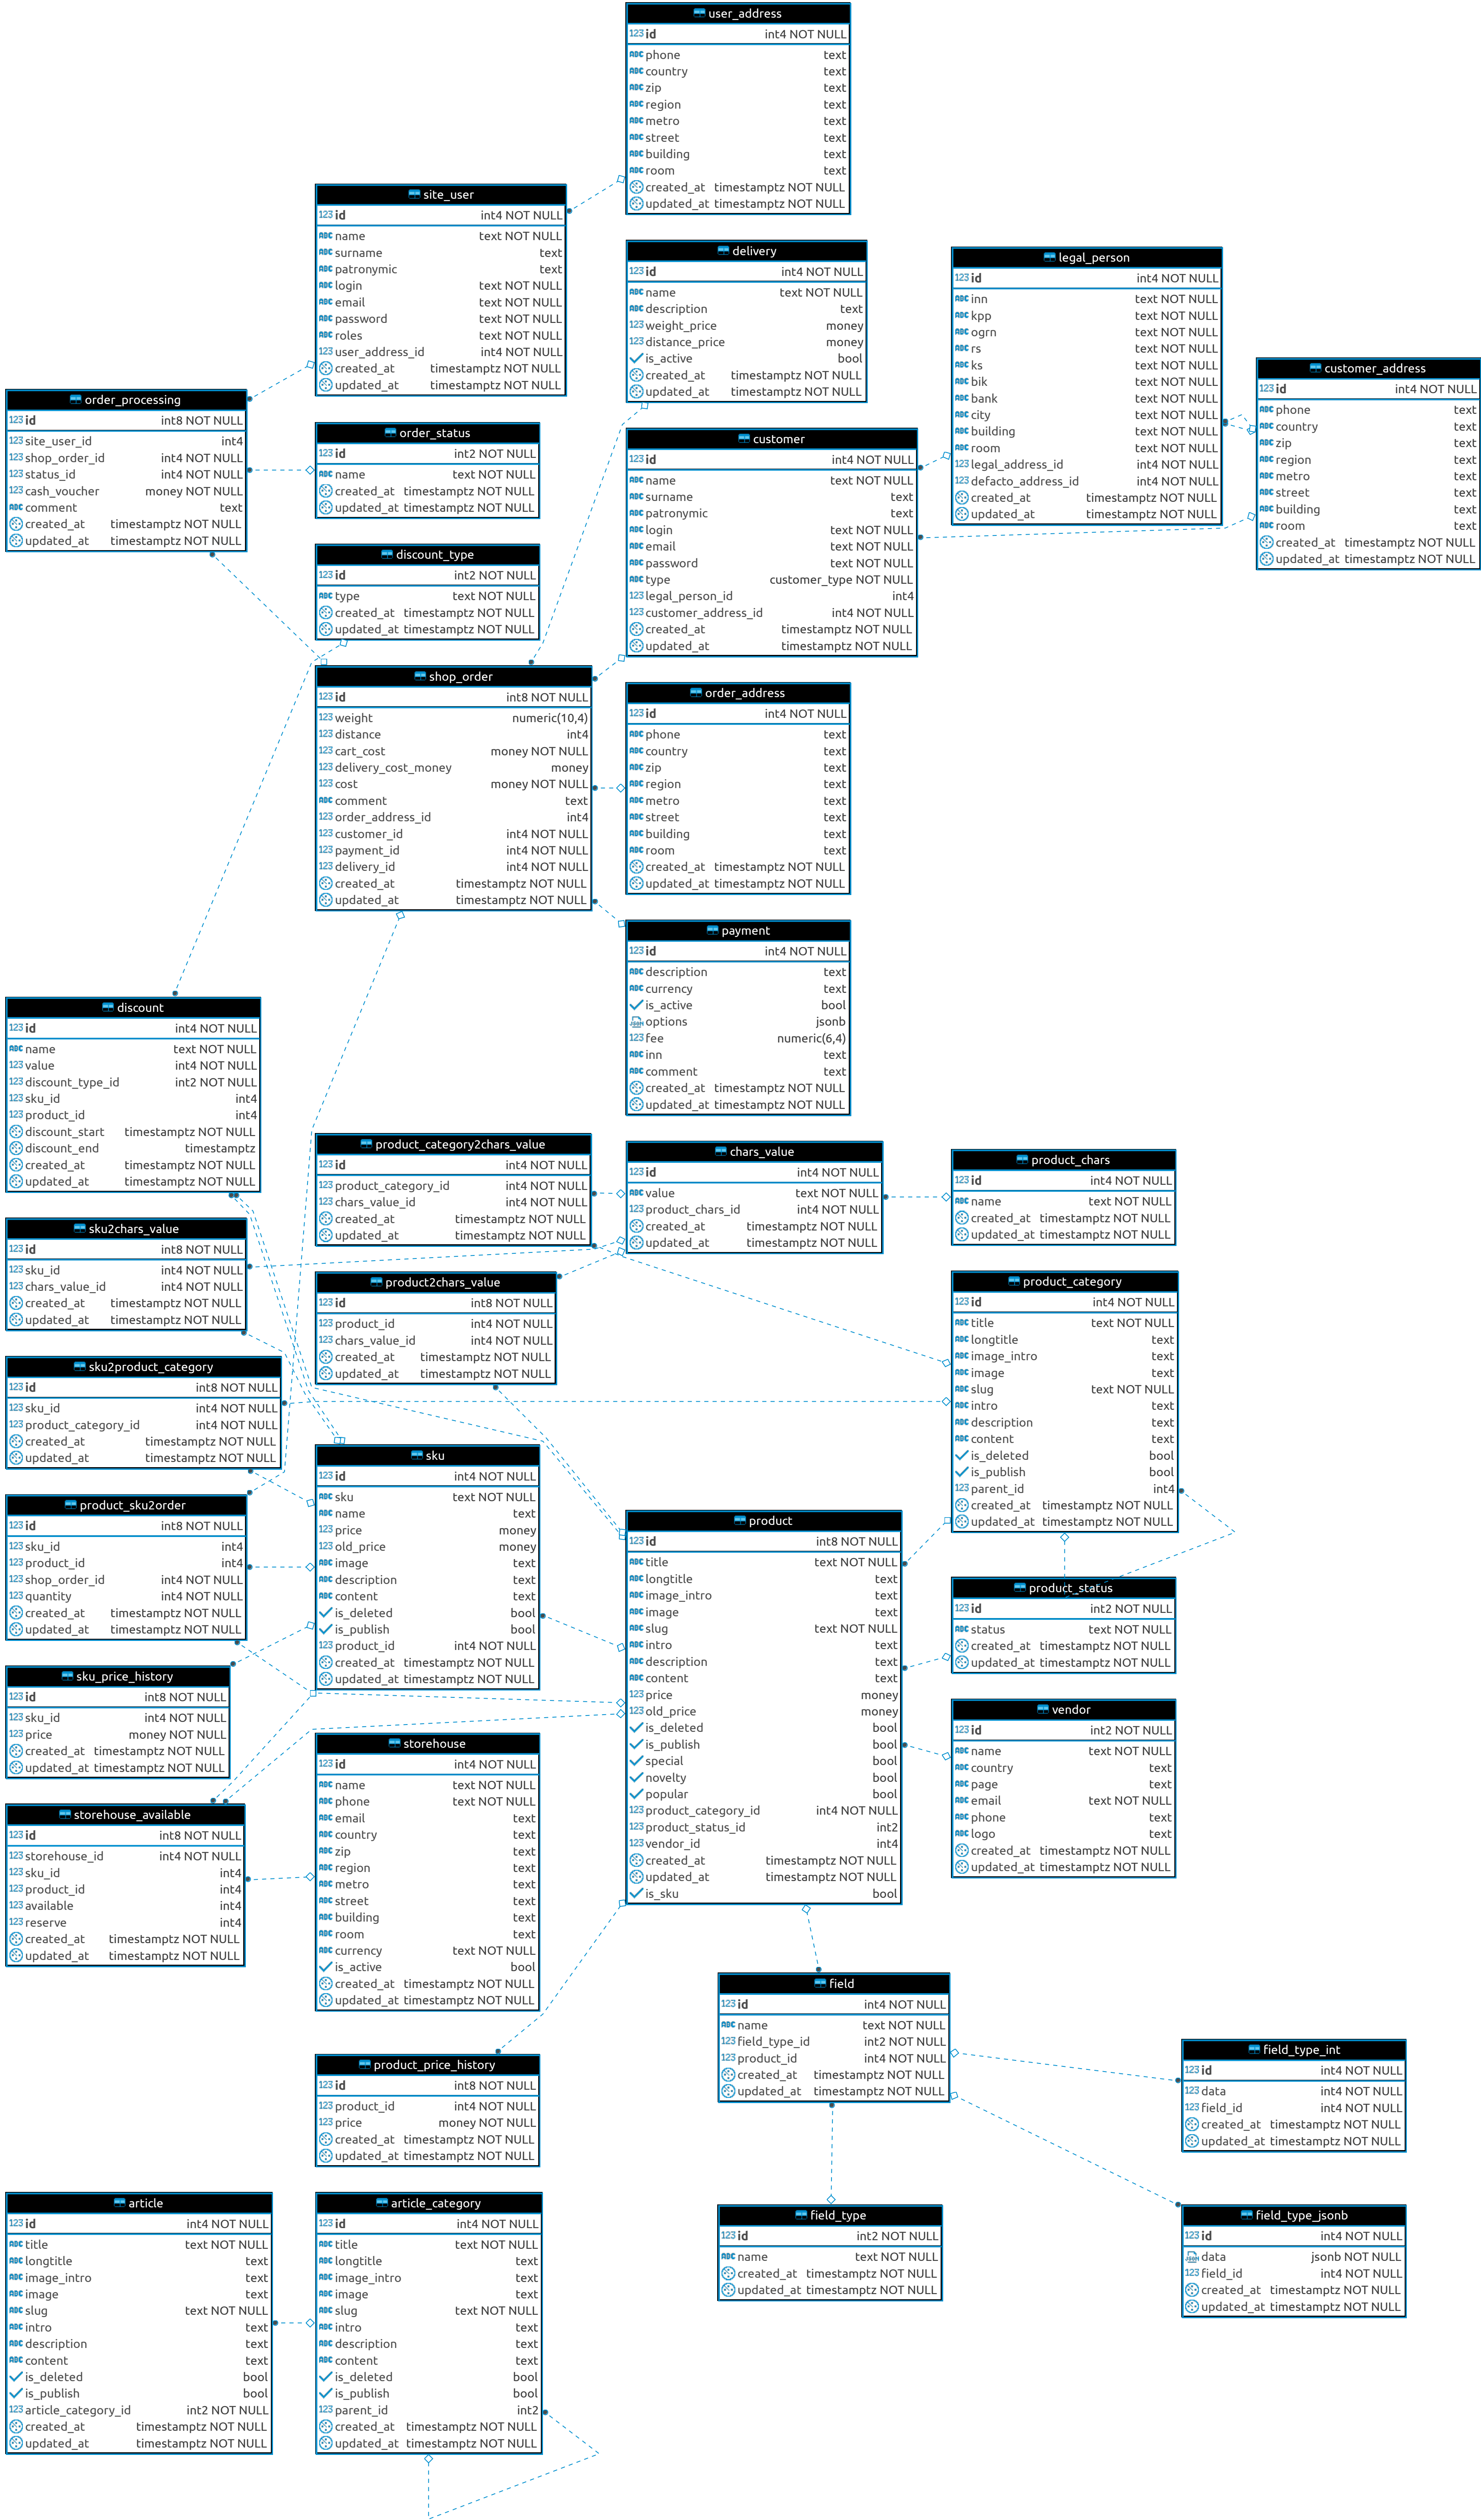 user_address
id int4 NOT NULL
phone text
country text
zip text
region text
metro text
street text
building text
room text
created_at timestamptz NOT NULL
updated_at timestamptz NOT NULL
site_user
id int4 NOT NULL
name text NOT NULL
surname text
patronymic text
login text NOT NULL
email text NOT NULL
password text NOT NULL
roles text NOT NULL
user_address_id int4 NOT NULL
created_at timestamptz NOT NULL
updated_at timestamptz NOT NULL
delivery
id int4 NOT NULL
name text NOT NULL
description text
weight_price money
distance_price money
is_active bool
created_at timestamptz NOT NULL
updated_at timestamptz NOT NULL
legal_person
id int4 NOT NULL
inn text NOT NULL
kpp text NOT NULL
ogrn text NOT NULL
rs text NOT NULL
ks text NOT NULL
bik text NOT NULL
bank text NOT NULL
city text NOT NULL
building text NOT NULL
room text NOT NULL
legal_address_id int4 NOT NULL
defacto_address_id int4 NOT NULL
created_at timestamptz NOT NULL
updated_at timestamptz NOT NULL
customer_address
id int4 NOT NULL
phone text
country text
zip text
region text
metro text
street text
building text
room text
created_at timestamptz NOT NULL
updated_at timestamptz NOT NULL
order_processing
id int8 NOT NULL
site_user_id int4
shop_order_id int4 NOT NULL
status_id int4 NOT NULL
cash_voucher money NOT NULL
comment text
created_at timestamptz NOT NULL
updated_at timestamptz NOT NULL
order_status
id int2 NOT NULL
name text NOT NULL
created_at timestamptz NOT NULL
updated_at timestamptz NOT NULL
customer
id int4 NOT NULL
name text NOT NULL
surname text
patronymic text
login text NOT NULL
email text NOT NULL
password text NOT NULL
type customer_type NOT NULL
legal_person_id int4
customer_address_id int4 NOT NULL
created_at timestamptz NOT NULL
updated_at timestamptz NOT NULL
discount_type
id int2 NOT NULL
type text NOT NULL
created_at timestamptz NOT NULL
updated_at timestamptz NOT NULL
shop_order
id int8 NOT NULL
weight numeric(10,4)
distance int4
cart_cost money NOT NULL
delivery_cost_money money
cost money NOT NULL
comment text
order_address_id int4
customer_id int4 NOT NULL
payment_id int4 NOT NULL
delivery_id int4 NOT NULL
created_at timestamptz NOT NULL
updated_at timestamptz NOT NULL
order_address
id int4 NOT NULL
phone text
country text
zip text
region text
metro text
street text
building text
room text
created_at timestamptz NOT NULL
updated_at timestamptz NOT NULL
payment
id int4 NOT NULL
description text
currency text
is_active bool
options jsonb
fee numeric(6,4)
inn text
comment text
created_at timestamptz NOT NULL
updated_at timestamptz NOT NULL
discount
id int4 NOT NULL
name text NOT NULL
value int4 NOT NULL
discount_type_id int2 NOT NULL
sku_id int4
product_id int4
discount_start timestamptz NOT NULL
discount_end timestamptz
created_at timestamptz NOT NULL
updated_at timestamptz NOT NULL
product_category2chars_value
id int4 NOT NULL
product_category_id int4 NOT NULL
chars_value_id int4 NOT NULL
created_at timestamptz NOT NULL
updated_at timestamptz NOT NULL
chars_value
id int4 NOT NULL
value text NOT NULL
product_chars_id int4 NOT NULL
created_at timestamptz NOT NULL
updated_at timestamptz NOT NULL
product_chars
id int4 NOT NULL
name text NOT NULL
created_at timestamptz NOT NULL
updated_at timestamptz NOT NULL
sku2chars_value
id int8 NOT NULL
sku_id int4 NOT NULL
chars_value_id int4 NOT NULL
created_at timestamptz NOT NULL
updated_at timestamptz NOT NULL
product2chars_value
id int8 NOT NULL
product_id int4 NOT NULL
chars_value_id int4 NOT NULL
created_at timestamptz NOT NULL
updated_at timestamptz NOT NULL
product_category
id int4 NOT NULL
title text NOT NULL
longtitle text
image_intro text
image text
slug text NOT NULL
intro text
description text
content text
is_deleted bool
is_publish bool
parent_id int4
created_at timestamptz NOT NULL
updated_at timestamptz NOT NULL
sku2product_category
id int8 NOT NULL
sku_id int4 NOT NULL
product_category_id int4 NOT NULL
created_at timestamptz NOT NULL
updated_at timestamptz NOT NULL
sku
id int4 NOT NULL
sku text NOT NULL
name text
price money
old_price money
image text
description text
content text
is_deleted bool
is_publish bool
product_id int4 NOT NULL
created_at timestamptz NOT NULL
updated_at timestamptz NOT NULL
product_sku2order
id int8 NOT NULL
sku_id int4
product_id int4
shop_order_id int4 NOT NULL
quantity int4 NOT NULL
created_at timestamptz NOT NULL
updated_at timestamptz NOT NULL
product
id int8 NOT NULL
title text NOT NULL
longtitle text
image_intro text
image text
slug text NOT NULL
intro text
description text
content text
price money
old_price money
is_deleted bool
is_publish bool
special bool
novelty bool
popular bool
product_category_id int4 NOT NULL
product_status_id int2
vendor_id int4
created_at timestamptz NOT NULL
updated_at timestamptz NOT NULL
is_sku bool
product_status
id int2 NOT NULL
status text NOT NULL
created_at timestamptz NOT NULL
updated_at timestamptz NOT NULL
sku_price_history
id int8 NOT NULL
sku_id int4 NOT NULL
price money NOT NULL
created_at timestamptz NOT NULL
updated_at timestamptz NOT NULL
vendor
id int2 NOT NULL
name text NOT NULL
country text
page text
email text NOT NULL
phone text
logo text
created_at timestamptz NOT NULL
updated_at timestamptz NOT NULL
storehouse
id int4 NOT NULL
name text NOT NULL
phone text NOT NULL
email text
country text
zip text
region text
metro text
street text
building text
room text
currency text NOT NULL
is_active bool
created_at timestamptz NOT NULL
updated_at timestamptz NOT NULL
storehouse_available
id int8 NOT NULL
storehouse_id int4 NOT NULL
sku_id int4
product_id int4
available int4
reserve int4
created_at timestamptz NOT NULL
updated_at timestamptz NOT NULL
field
id int4 NOT NULL
name text NOT NULL
field_type_id int2 NOT NULL
product_id int4 NOT NULL
created_at timestamptz NOT NULL
updated_at timestamptz NOT NULL
field_type_int
id int4 NOT NULL
data int4 NOT NULL
field_id int4 NOT NULL
created_at timestamptz NOT NULL
updated_at timestamptz NOT NULL
product_price_history
id int8 NOT NULL
product_id int4 NOT NULL
price money NOT NULL
created_at timestamptz NOT NULL
updated_at timestamptz NOT NULL
article
id int4 NOT NULL
title text NOT NULL
longtitle text
image_intro text
image text
slug text NOT NULL
intro text
description text
content text
is_deleted bool
is_publish bool
article_category_id int2 NOT NULL
created_at timestamptz NOT NULL
updated_at timestamptz NOT NULL
article_category
id int4 NOT NULL
title text NOT NULL
longtitle text
image_intro text
image text
slug text NOT NULL
intro text
description text
content text
is_deleted bool
is_publish bool
parent_id int2
created_at timestamptz NOT NULL
updated_at timestamptz NOT NULL
field_type
id int2 NOT NULL
name text NOT NULL
created_at timestamptz NOT NULL
updated_at timestamptz NOT NULL
field_type_jsonb
id int4 NOT NULL
data jsonb NOT NULL
field_id int4 NOT NULL
created_at timestamptz NOT NULL
updated_at timestamptz NOT NULL